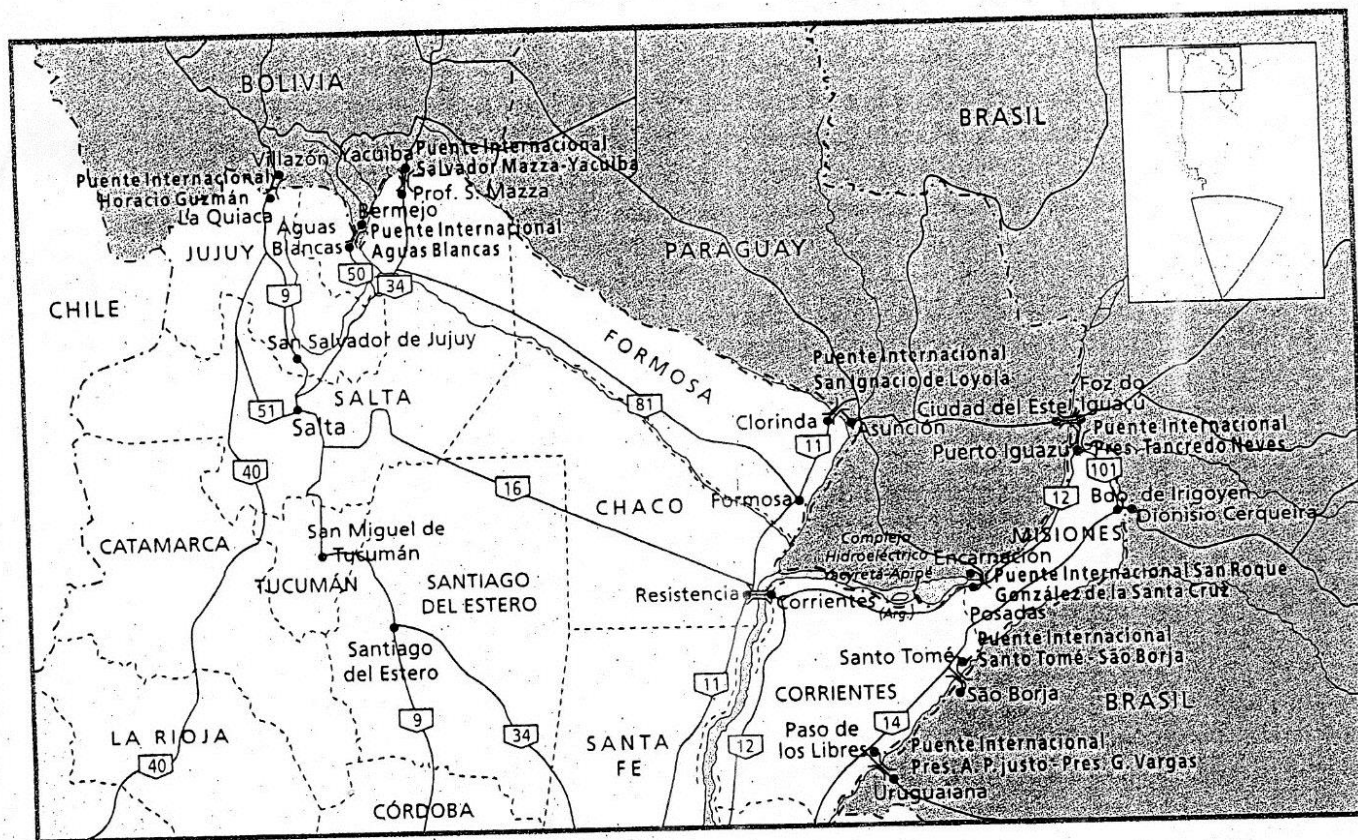 BOLIVIA
BRASIL
Villazón
Yacuiba
Puente Internacional
Salvador Mazza-Yacuiba
Puente Internacional
Horacio Guzmán
Prof. S. Mazza
La Quiaca
Bermejo
Aguas
Blancas
Puente Internacional
Aguas Blancas
JUJUY
PARAGUAY
50
34
9
CHILE
San Salvador de Jujuy
FORMOSA
Puente Internacional
San Ignacio de Loyola
SALTA
51
Salta
81
Clorinda
Asunción
11
Ciudad del Este
Foz do
Iguaçú
Puente Internacional
Pres. Tancredo Neves
Puerto Iguazú
101
40
16
CHACO
Formosa
12
Bdo. de Irigoyen
Dionisio Cerqueira
MISIONES
San Miguel de
Tucumán
CATAMARCA
TUCUMÁN
SANTIAGO
DEL ESTERO
Complejo
Hidroeléctrico
Yacyretá-Apipé
(Arg.)
Encarnación
Puente Internacional San Roque
González de la Santa Cruz
Posadas
Resistencia
Corrientes
Santiago
del Estero
Puente Internacional
Santo Tomé - São Borja
Santo Tomé
São Borja
11
CORRIENTES
BRASIL
9
34
LA RIOJA
40
SANTA
FE
12
14
Paso de
los Libres
Puente Internacional
Pres. A. P. Justo - Pres. G. Vargas
Uruguaiana
CÓRDOBA